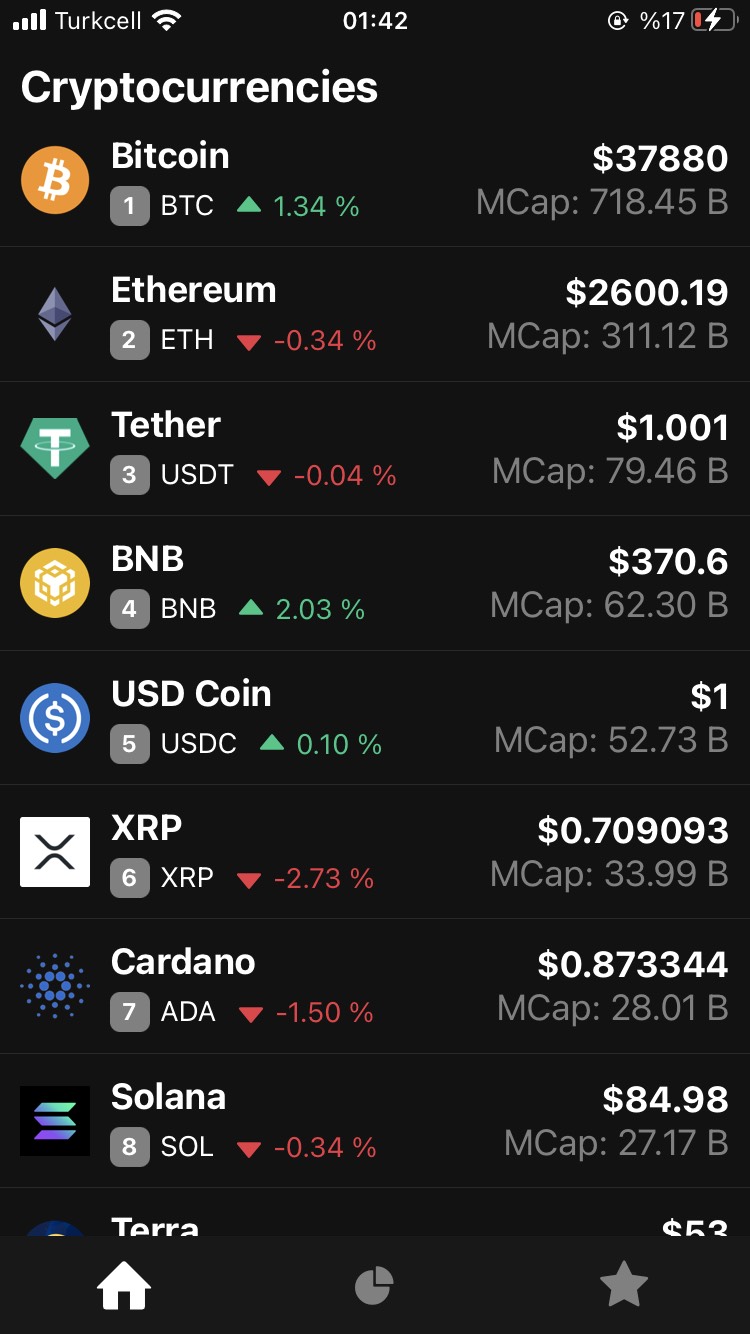 Turkcell 01:42 %17
Cryptocurrencies
Bitcoin $37880
1 BTC 1.34 % MCap: 718.45 B
Ethereum $2600.19
2 ETH -0.34 % MCap: 311.12 B
Tether $1.001
3 USDT -0.04 % MCap: 79.46 B
BNB $370.6
4 BNB 2.03 % MCap: 62.30 B
USD Coin $1
5 USDC 0.10 % MCap: 52.73 B
XRP $0.709093
6 XRP -2.73 % MCap: 33.99 B
Cardano $0.873344
7 ADA -1.50 % MCap: 28.01 B
Solana $84.98
8 SOL -0.34 % MCap: 27.17 B
Terra $53